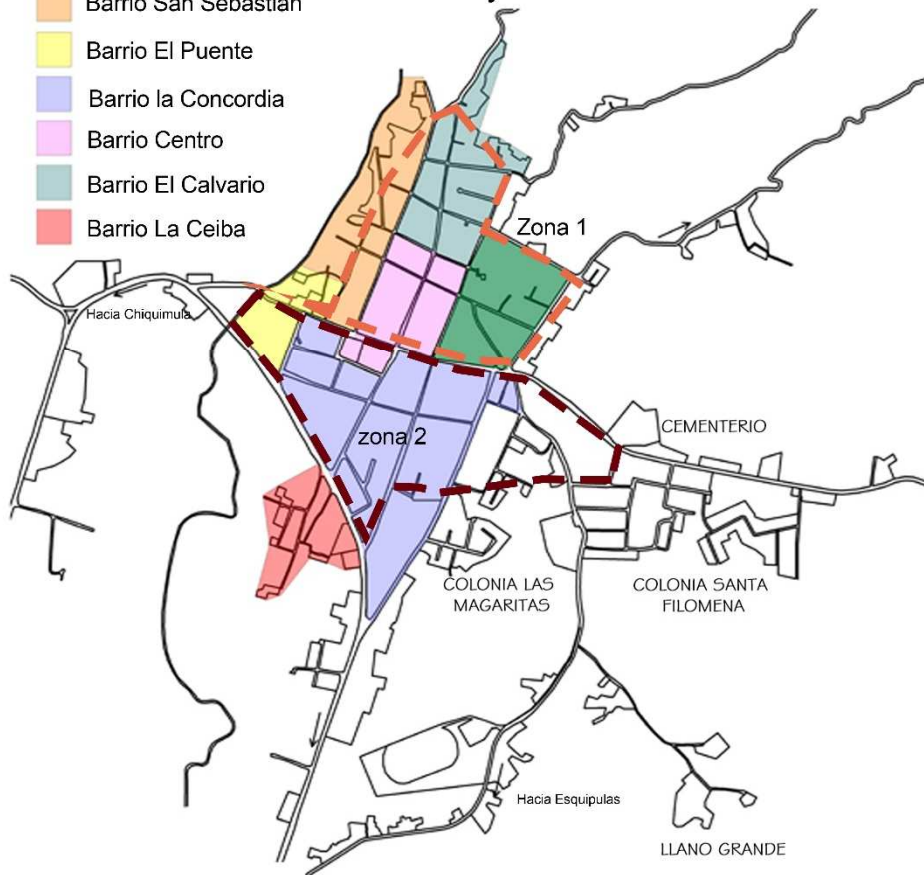 Barrio San Sebastian
Barrio El Puente
Barrio la Concordia
Barrio Centro
Barrio El Calvario
Barrio La Ceiba
Zona 1
Hacia Chiquimula
zona 2
CEMENTERIO
COLONIA LAS
MAGARITAS
COLONIA SANTA
FILOMENA
Hacia Esquipulas
LLANO GRANDE